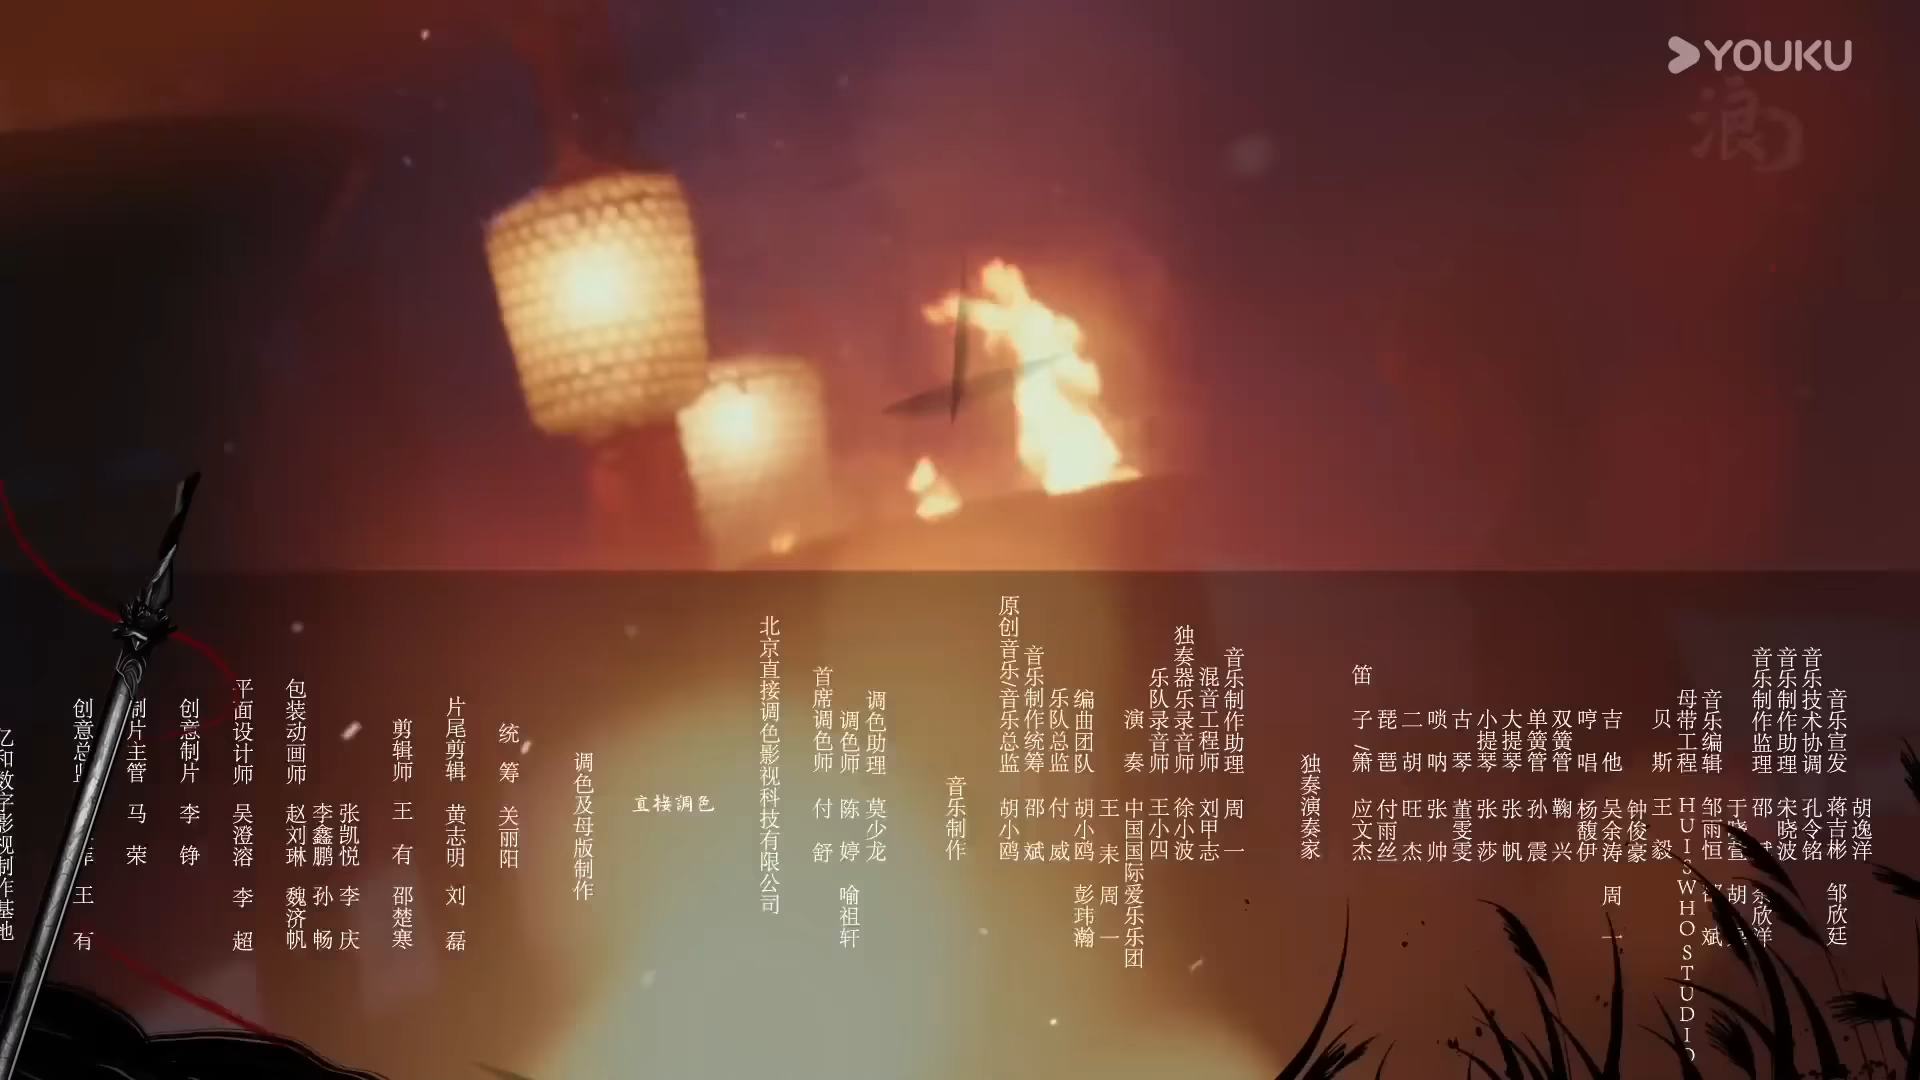 YOUKU
浪
亿和数字影视制作基地
创意总监 王有
制片主管 马荣
创意制片 李铮
平面设计师 吴澄溶 李超
包装动画师 赵刘琳 魏济帆
李鑫鹏 孙畅
张凯悦 李庆
剪辑师 王有 邵楚寒
片尾剪辑 黄志明 刘磊
统筹 关丽阳
调色及母版制作
直接调色
北京直接调色影视科技有限公司
首席调色师 付舒
调色师 陈婷 喻祖轩
调色助理 莫少龙
音乐制作
原创音乐/音乐总监 胡小鸥
音乐制作统筹 邵斌
乐队总监 付威
编曲团队 胡小鸥 彭玮瀚
王耒 周一
演奏 中国国际爱乐乐团
乐队录音师 王小四
独奏器乐录音师 徐小波
混音工程师 刘甲志
音乐制作助理 周一
独奏演奏家
笛子/箫 应文杰
琵琶 付雨丝
二胡 旺杰
唢呐 张帅
古琴 董雯雯
小提琴 张莎
大提琴 张帆
单簧管 孙震
双簧管 鞠兴
哼唱 杨馥伊
吉他 吴余涛 周一
钟俊豪
贝斯 王毅
母带工程 HUISWHO STUDIO
音乐编辑 邹雨恒 斌
于晓萱 胡
音乐制作监理 邵 余欣洋
音乐制作助理 宋晓波
音乐技术协调 孔令铭
音乐宣发 蒋吉彬 邹欣廷
胡逸洋